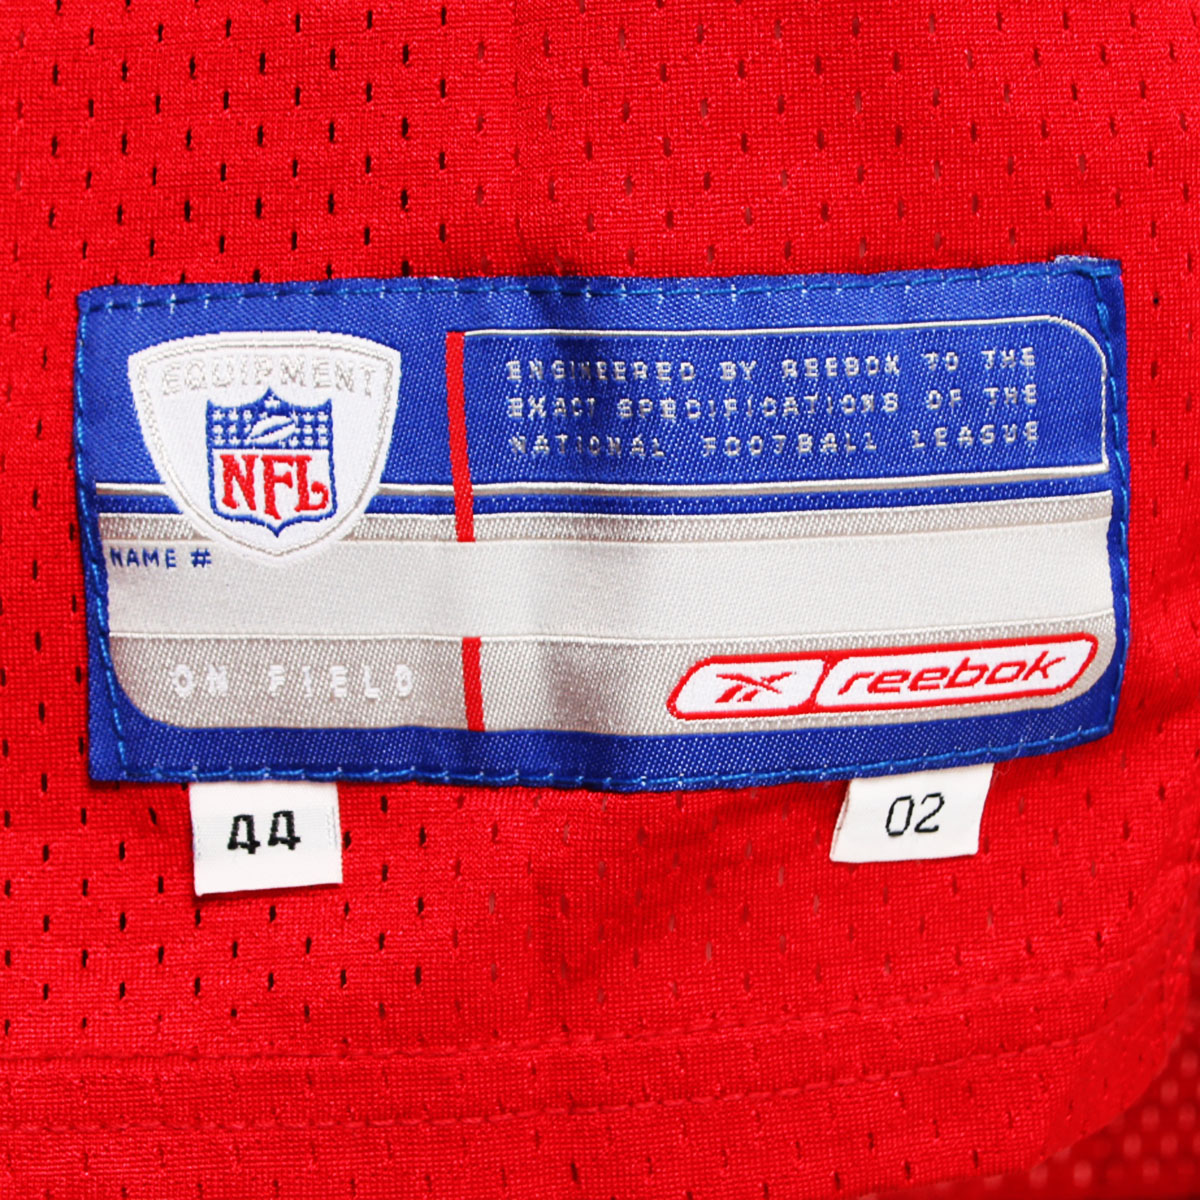 EQUIPMENT
NFL
ENGINEERED BY REEBOK TO THE
EXACT SPECIFICATIONS OF THE
NATIONAL FOOTBALL LEAGUE
NAME #
ON FIELD
reebok
44
02